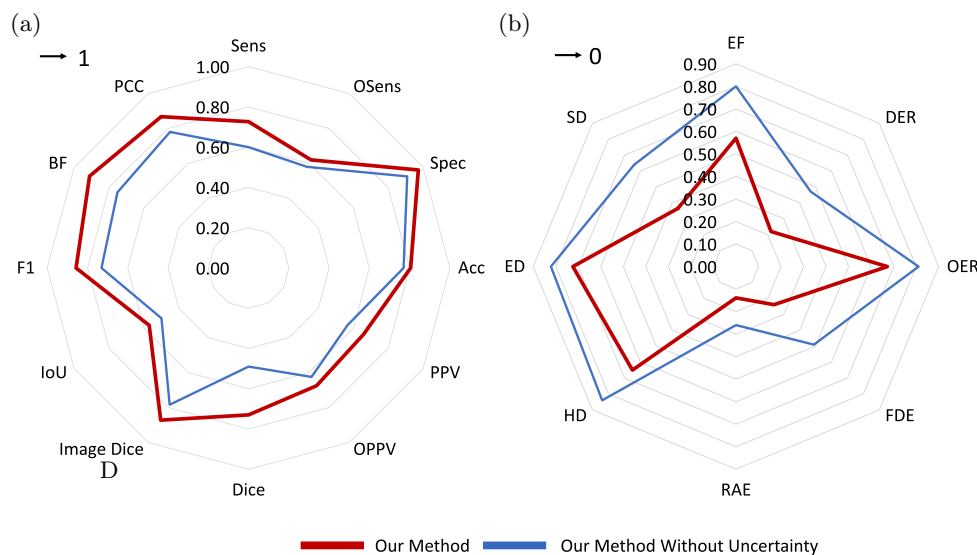 (a)
(b)
→ 1
→ 0
Sens
OSens
Spec
Acc
PPV
OPPV
Dice
Image Dice
D
IoU
F1
BF
PCC
1.00
0.80
0.60
0.40
0.20
0.00
EF
DER
OER
FDE
RAE
HD
ED
SD
0.90
0.80
0.70
0.60
0.50
0.40
0.30
0.20
0.10
0.00
Our Method
Our Method Without Uncertainty